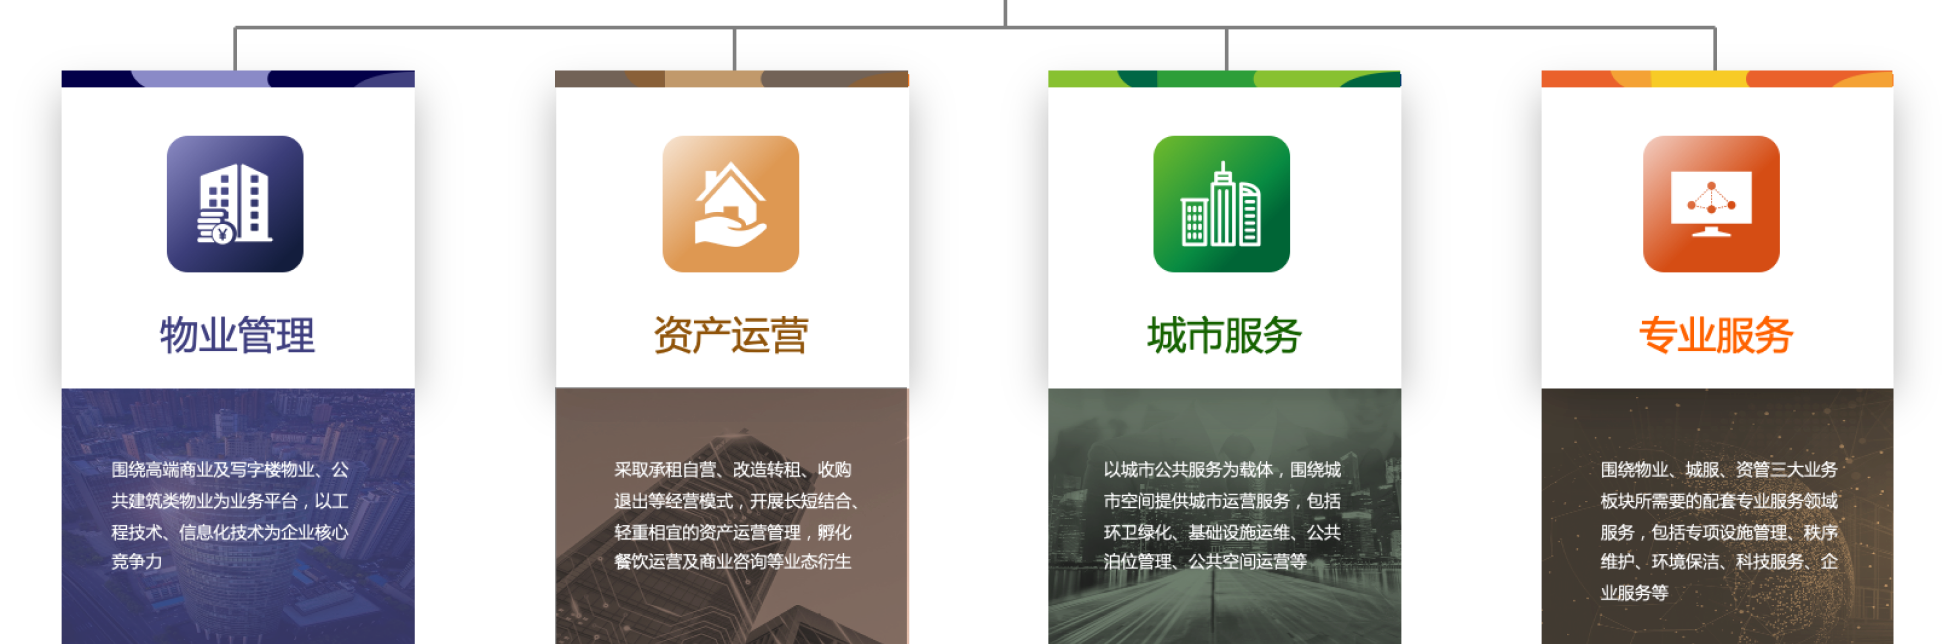 物业管理
围绕高端商业及写字楼物业、公
共建筑类物业为业务平台，以工
程技术、信息化技术为企业核心
竞争力
资产运营
采取承租自营、改造转租、收购
退出等经营模式，开展长短结合、
轻重相宜的资产运营管理，孵化
餐饮运营及商业咨询等业态衍生
城市服务
以城市公共服务为载体，围绕城
市空间提供城市运营服务，包括
环卫绿化、基础设施运维、公共
泊位管理、公共空间运营等
专业服务
围绕物业、城服、资管三大业务
板块所需要的配套专业服务领域
服务，包括专项设施管理、秩序
维护、环境保洁、科技服务、企
业服务等